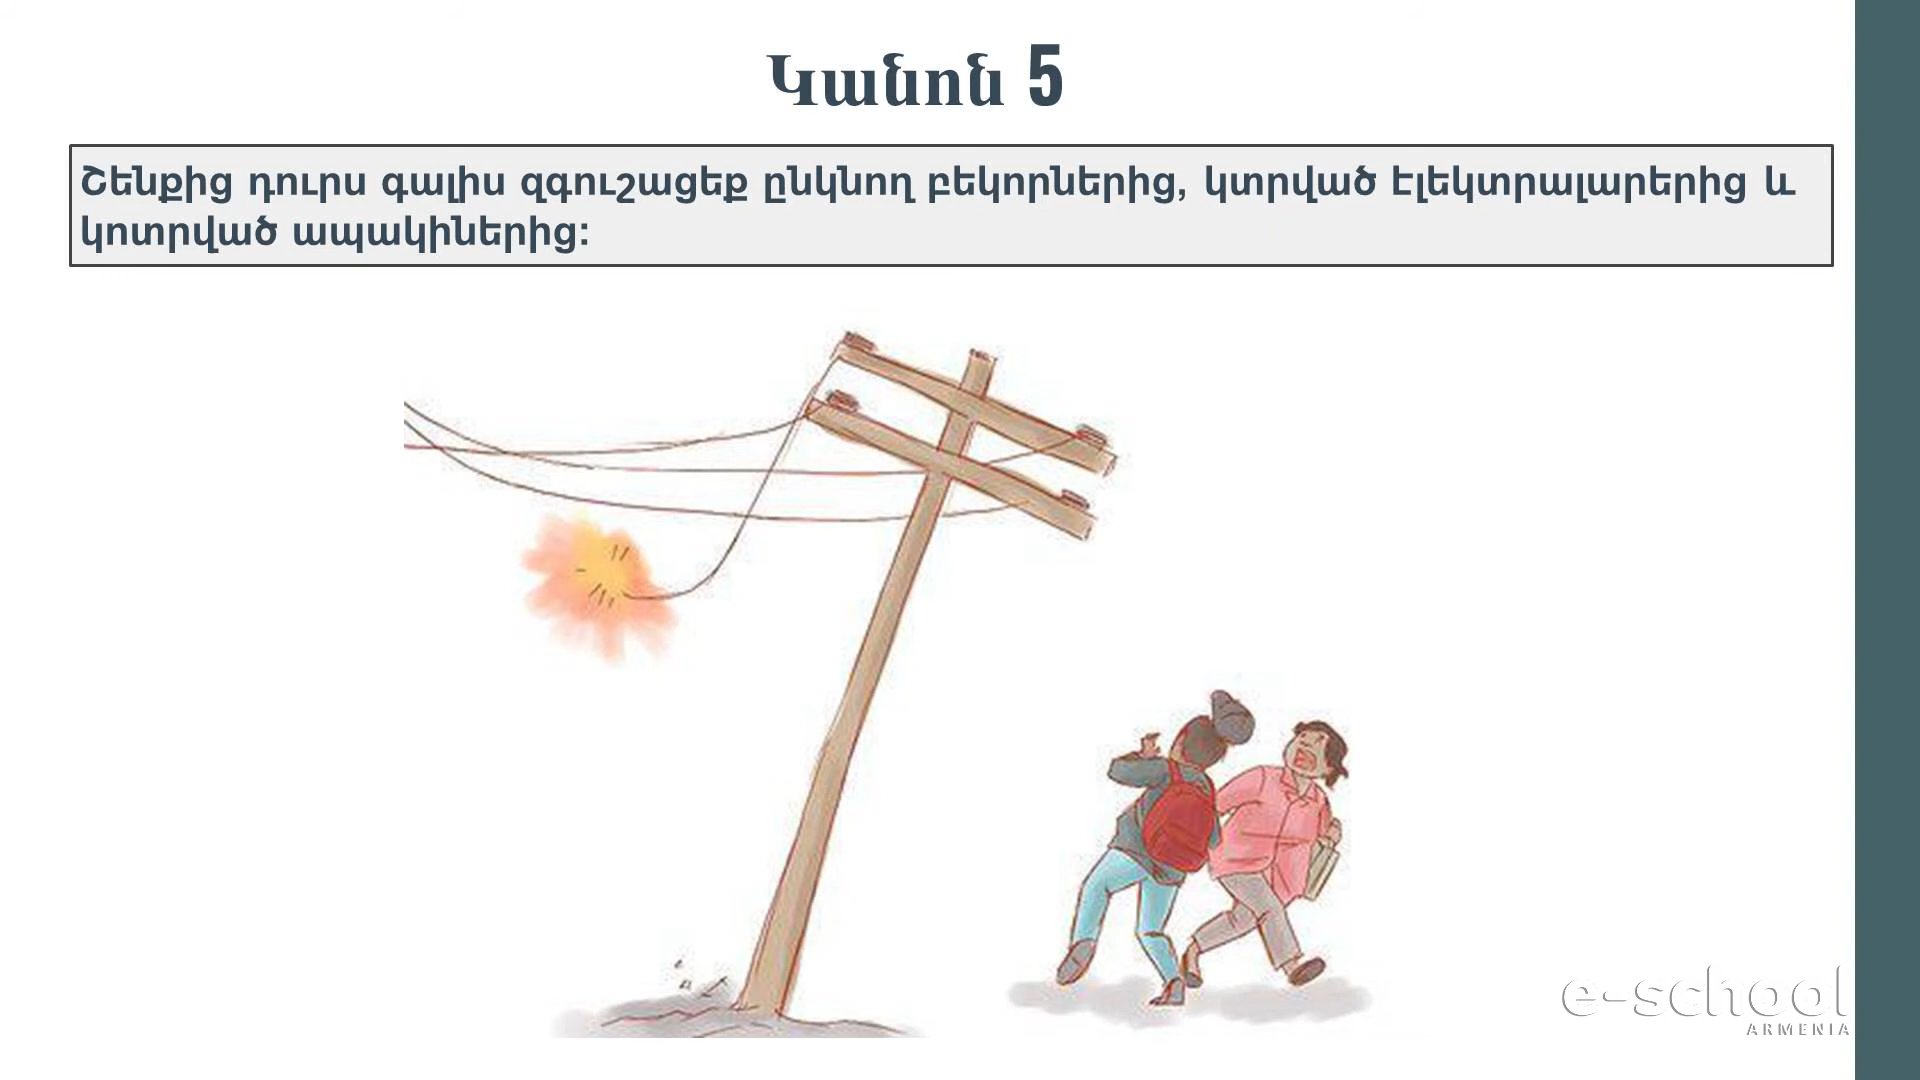 Կանոն 5
Շենքից դուրս գալիս զգուշացեք ընկնող բեկորներից, կտրված էլեկտրալարերից և
կոտրված ապակիներից:
e-school
ARMENIA